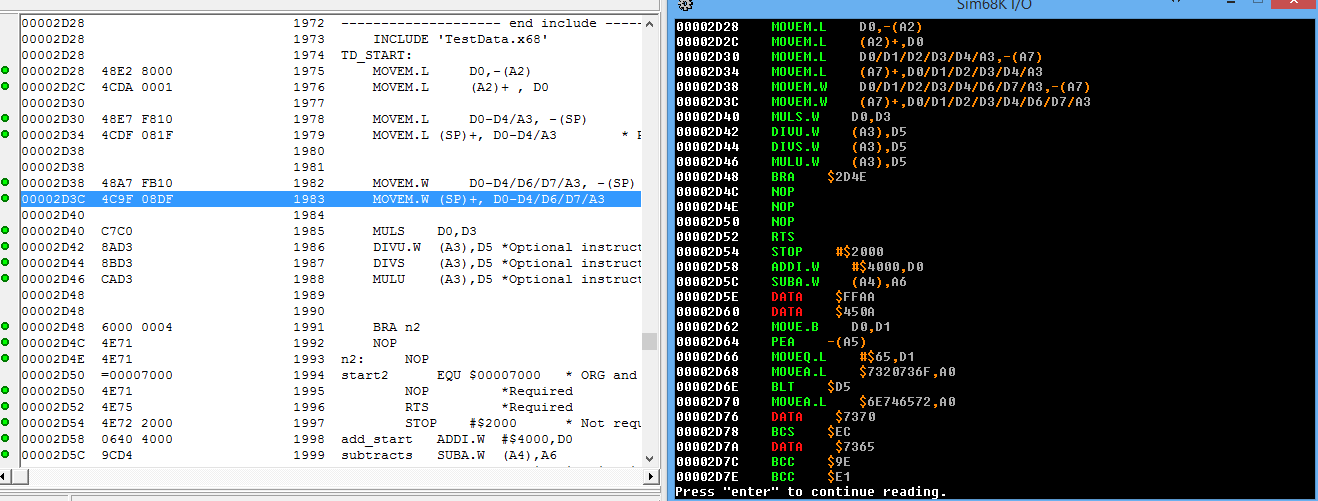 00002D28 1972 -------------------- end include -----
00002D28 1973 INCLUDE 'TestData.x68'
00002D28 1974 TD_START:
00002D28 48E2 8000 1975 MOVEM.L D0,-(A2)
00002D2C 4CDA 0001 1976 MOVEM.L (A2)+ , D0
00002D30 1977
00002D30 48E7 F810 1978 MOVEM.L D0-D4/A3, -(SP)
00002D34 4CDF 081F 1979 MOVEM.L (SP)+, D0-D4/A3 *
00002D38 1980
00002D38 1981
00002D38 48A7 FB10 1982 MOVEM.W D0-D4/D6/D7/A3, -(SP)
00002D3C 4C9F 08DF 1983 MOVEM.W (SP)+, D0-D4/D6/D7/A3
00002D40 1984
00002D40 C7C0 1985 MULS D0,D3
00002D42 8AD3 1986 DIVU.W (A3),D5 *Optional instruct
00002D44 8BD3 1987 DIVS (A3),D5 *Optional instruct
00002D46 CAD3 1988 MULU (A3),D5 *Optional instruct
00002D48 1989
00002D48 1990
00002D48 6000 0004 1991 BRA n2
00002D4C 4E71 1992 NOP
00002D4E 4E71 1993 n2: NOP
00002D50 =00007000 1994 start2 EQU $00007000 * ORG and
00002D50 4E71 1995 NOP *Required
00002D52 4E75 1996 RTS *Required
00002D54 4E72 2000 1997 STOP #$2000 * Not requ
00002D58 0640 4000 1998 add_start ADDI.W #$4000,D0
00002D5C 9CD4 1999 subtracts SUBA.W (A4),A6
Sim68K I/O
00002D28 MOVEM.L D0,-(A2)
00002D2C MOVEM.L (A2)+,D0
00002D30 MOVEM.L D0/D1/D2/D3/D4/A3,-(A7)
00002D34 MOVEM.L (A7)+,D0/D1/D2/D3/D4/A3
00002D38 MOVEM.W D0/D1/D2/D3/D4/D6/D7/A3,-(A7)
00002D3C MOVEM.W (A7)+,D0/D1/D2/D3/D4/D6/D7/A3
00002D40 MULS.W D0,D3
00002D42 DIVU.W (A3),D5
00002D44 DIVS.W (A3),D5
00002D46 MULU.W (A3),D5
00002D48 BRA $2D4E
00002D4C NOP
00002D4E NOP
00002D50 NOP
00002D52 RTS
00002D54 STOP #$2000
00002D58 ADDI.W #$4000,D0
00002D5C SUBA.W (A4),A6
00002D5E DATA $FFAA
00002D60 DATA $450A
00002D62 MOVE.B D0,D1
00002D64 PEA -(A5)
00002D66 MOVEQ.L #$65,D1
00002D68 MOVEA.L $7320736F,A0
00002D6E BLT $D5
00002D70 MOVEA.L $6E746572,A0
00002D76 DATA $7370
00002D78 BCS $EC
00002D7A DATA $7365
00002D7C BCC $9E
00002D7E BCC $E1
Press "enter" to continue reading.